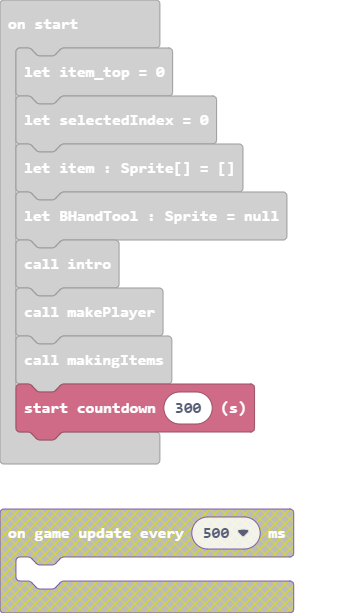 on start
let item_top = 0
let selectedIndex = 0
let item : Sprite[] = []
let BHandTool : Sprite = null
call intro
call makePlayer
call makingItems
start countdown 300 (s)
on game update every 500 ms